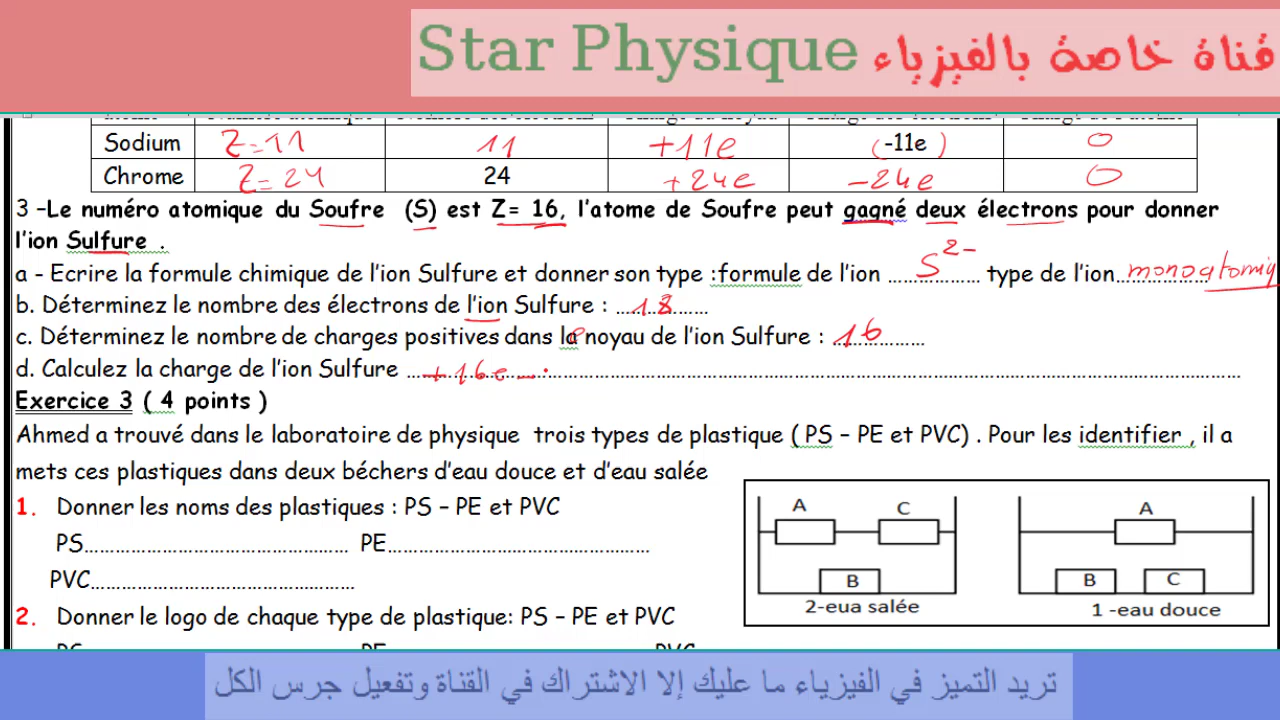 Star Physique قناة خاصة بالفيزياء
Sodium Z=11 11 +11e (-11e) 0
Chrome Z=24 24 +24e -24e 0
3 –Le numéro atomique du Soufre (S) est Z= 16, l’atome de Soufre peut gagné deux électrons pour donner
l’ion Sulfure .
a - Ecrire la formule chimique de l’ion Sulfure et donner son type :formule de l’ion ...S²⁻... type de l’ion...monoatomiq
b. Déterminez le nombre des électrons de l’ion Sulfure : ...18...
c. Déterminez le nombre de charges positives dans le noyau de l’ion Sulfure : ...16...
d. Calculez la charge de l’ion Sulfure ...+16e -...
Exercice 3 ( 4 points )
Ahmed a trouvé dans le laboratoire de physique trois types de plastique ( PS – PE et PVC) . Pour les identifier , il a
mets ces plastiques dans deux béchers d’eau douce et d’eau salée
1. Donner les noms des plastiques : PS – PE et PVC
PS................ PE................
PVC................
2. Donner le logo de chaque type de plastique: PS – PE et PVC
A C
B
2-eua salée
A
B C
1 -eau douce
تريد التميز في الفيزياء ما عليك إلا الاشتراك في القناة وتفعيل جرس الكل